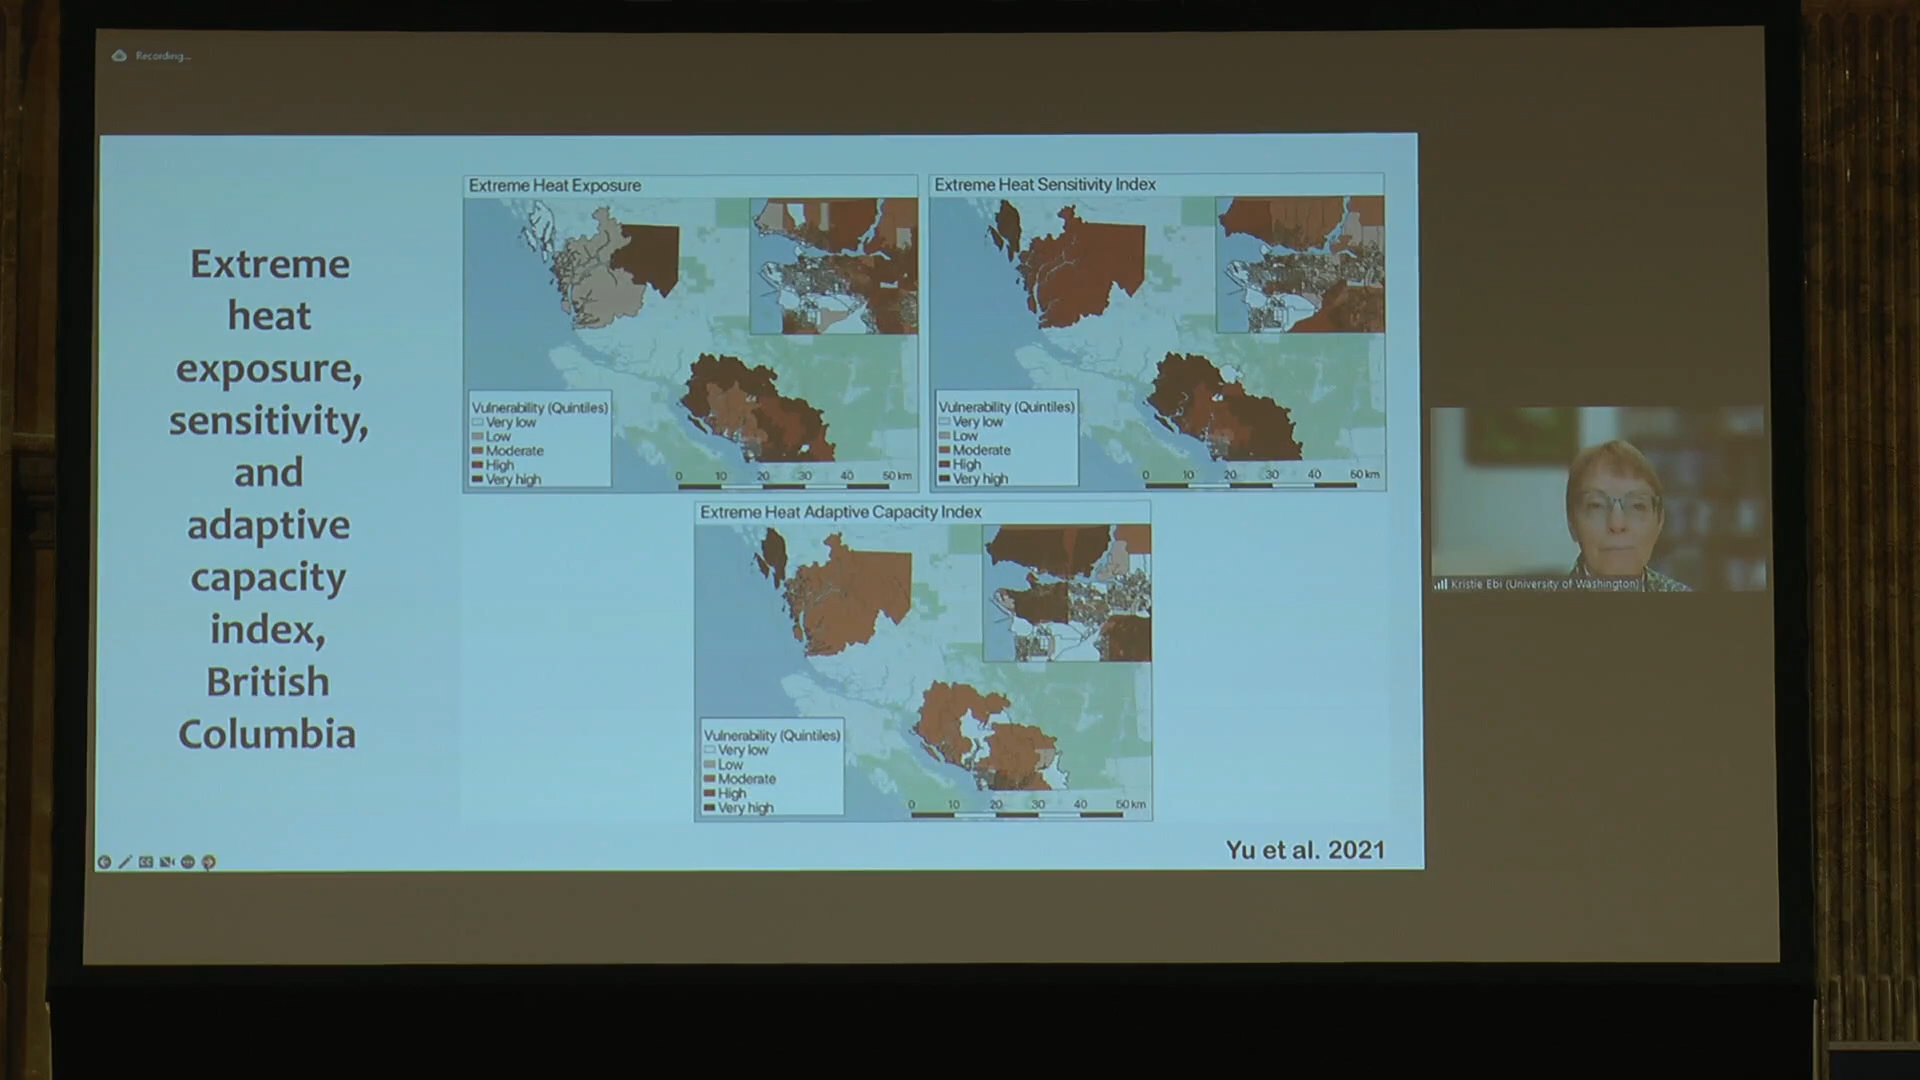 Recording...
Extreme
heat
exposure,
sensitivity,
and
adaptive
capacity
index,
British
Columbia
Extreme Heat Exposure
Vulnerability (Quintiles)
Very low
Low
Moderate
High
Very high
0 10 20 30 40 50 km
Extreme Heat Sensitivity Index
Vulnerability (Quintiles)
Very low
Low
Moderate
High
Very high
0 10 20 30 40 50 km
Extreme Heat Adaptive Capacity Index
Vulnerability (Quintiles)
Very low
Low
Moderate
High
Very high
0 10 20 30 40 50 km
Yu et al. 2021
Kristie Ebi (University of Washington)